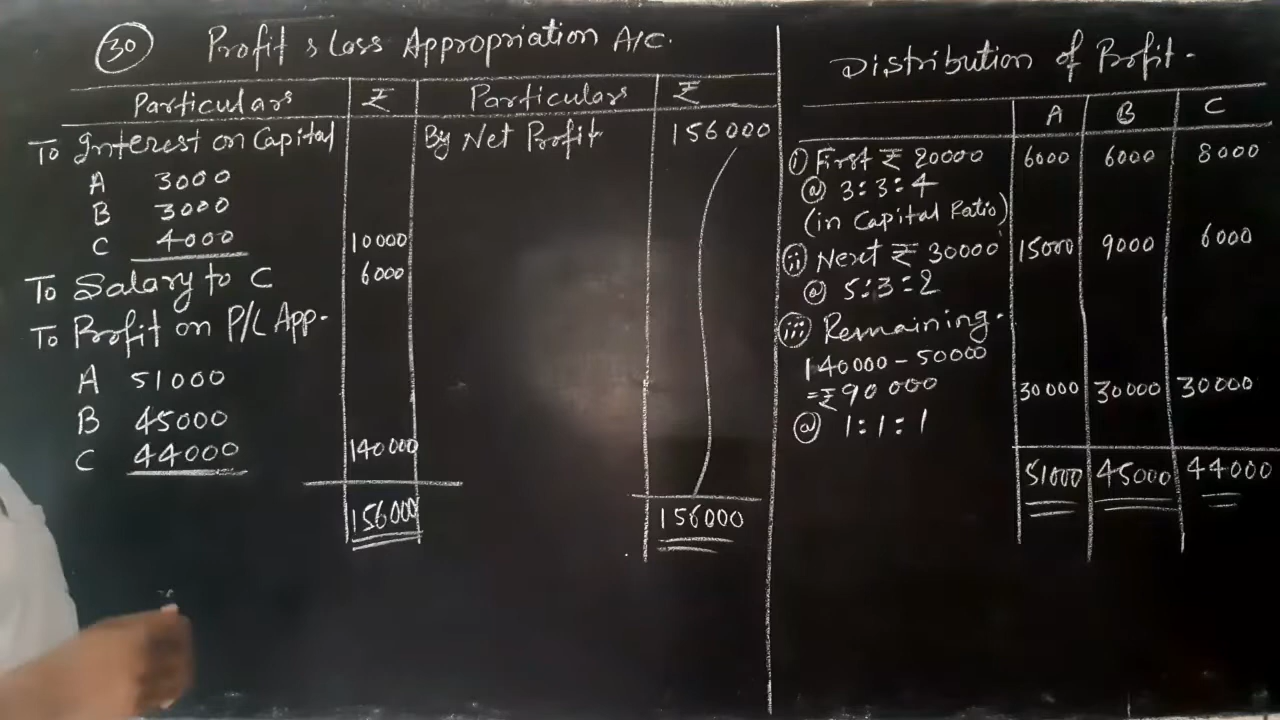 30 Profit & Loss Appropriation A/C.
Particulars ₹ Particulars ₹
To Interest on Capital By Net Profit 156000
A 3000
B 3000
C 4000 10000
To Salary to C 6000
To Profit on P/L App.
A 51000
B 45000
C 44000 140000
156000 156000
Distribution of Profit.
A B C
(i) First ₹ 20000 6000 6000 8000
@ 3:3:4
(in Capital Ratio)
(ii) Next ₹ 30000 15000 9000 6000
@ 5:3:2
(iii) Remaining.
140000-50000
=₹90000 30000 30000 30000
@ 1:1:1
51000 45000 44000